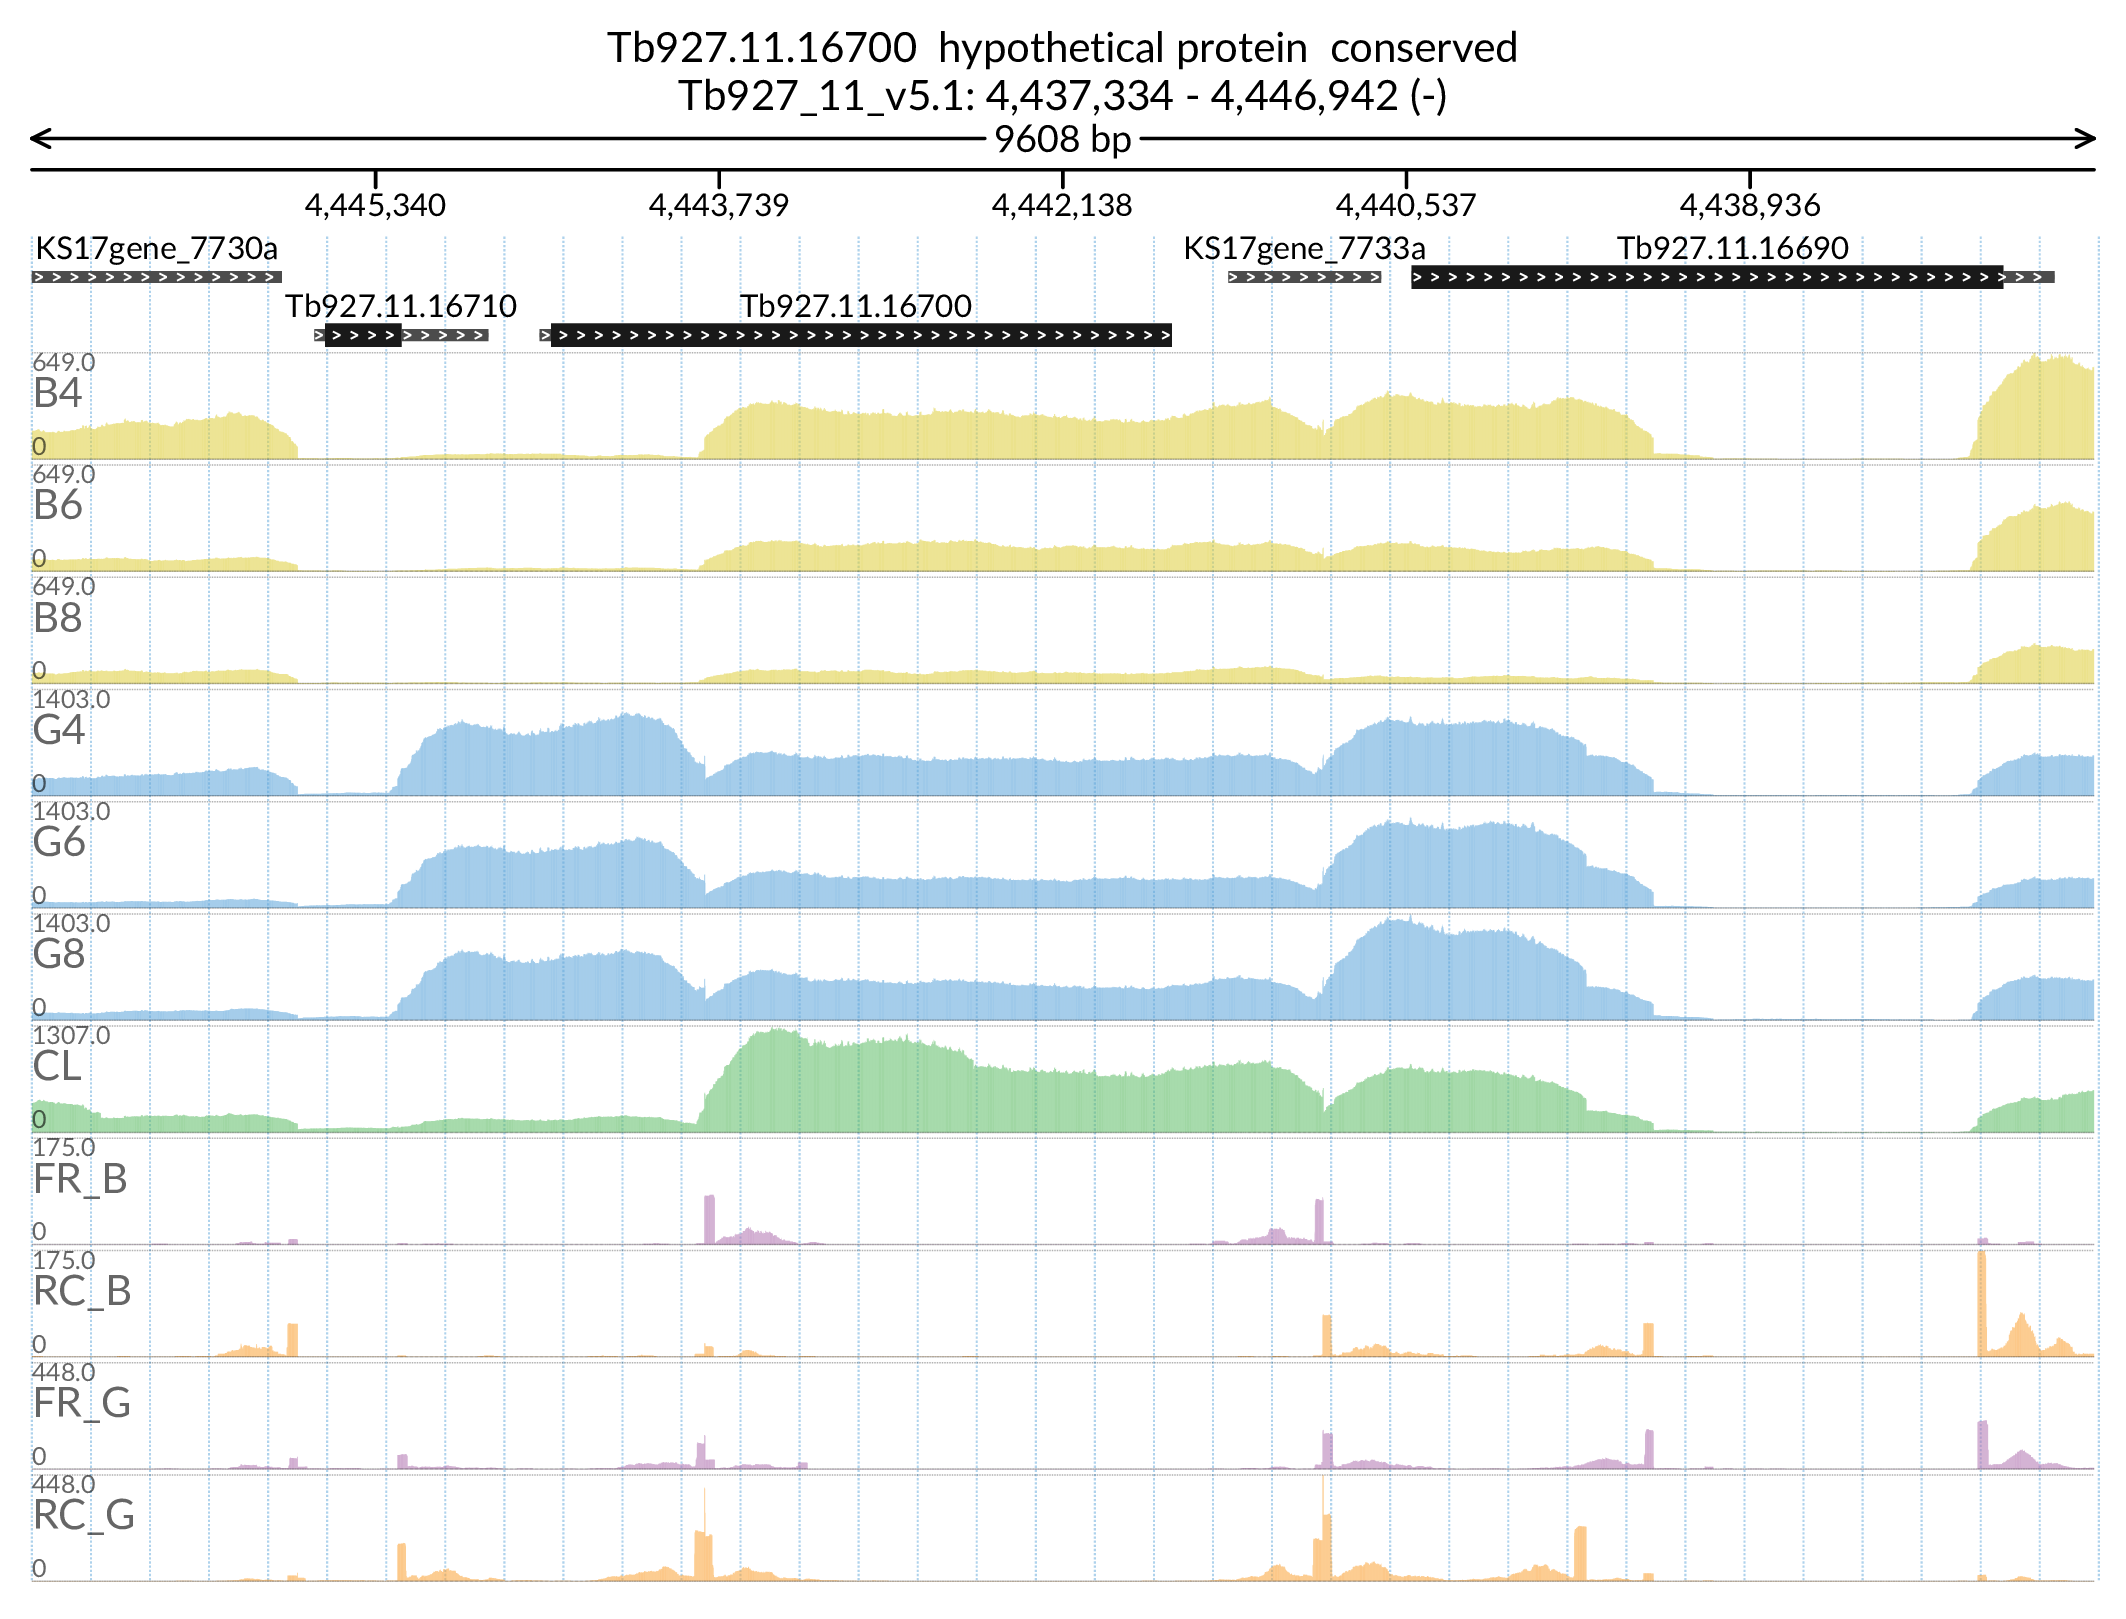 Tb927.11.16700 hypothetical protein conserved
Tb927_11_v5.1: 4,437,334 - 4,446,942 (-)
9608 bp
4,445,340 4,443,739 4,442,138 4,440,537 4,438,936
KS17gene_7730a KS17gene_7733a Tb927.11.16690
Tb927.11.16710 Tb927.11.16700
649.0
B4
0
649.0
B6
0
649.0
B8
0
1403.0
G4
0
1403.0
G6
0
1403.0
G8
0
1307.0
CL
0
175.0
FR_B
0
175.0
RC_B
0
448.0
FR_G
0
448.0
RC_G
0